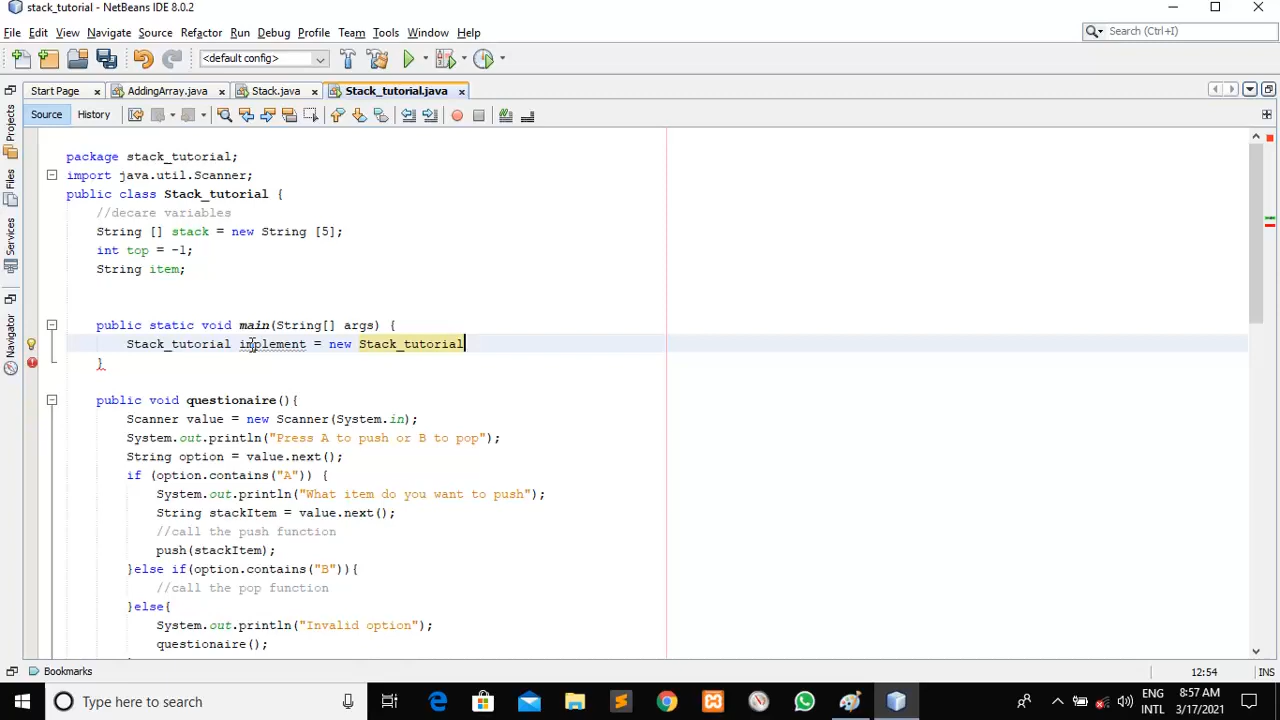 stack_tutorial - NetBeans IDE 8.0.2
File Edit View Navigate Source Refactor Run Debug Profile Team Tools Window Help
Search (Ctrl+I)
<default config>
Start Page AddingArray.java Stack.java Stack_tutorial.java
Source History
Projects
Files
Services
Navigator
package stack_tutorial;
import java.util.Scanner;
public class Stack_tutorial {
//decare variables
String [] stack = new String [5];
int top = -1;
String item;
public static void main(String[] args) {
Stack_tutorial implement = new Stack_tutorial
}
public void questionaire(){
Scanner value = new Scanner(System.in);
System.out.println("Press A to push or B to pop");
String option = value.next();
if (option.contains("A")) {
System.out.println("What item do you want to push");
String stackItem = value.next();
//call the push function
push(stackItem);
}else if(option.contains("B")){
//call the pop function
}else{
System.out.println("Invalid option");
questionaire();
Bookmarks
12:54 INS
Type here to search
ENG 8:57 AM
INTL 3/17/2021